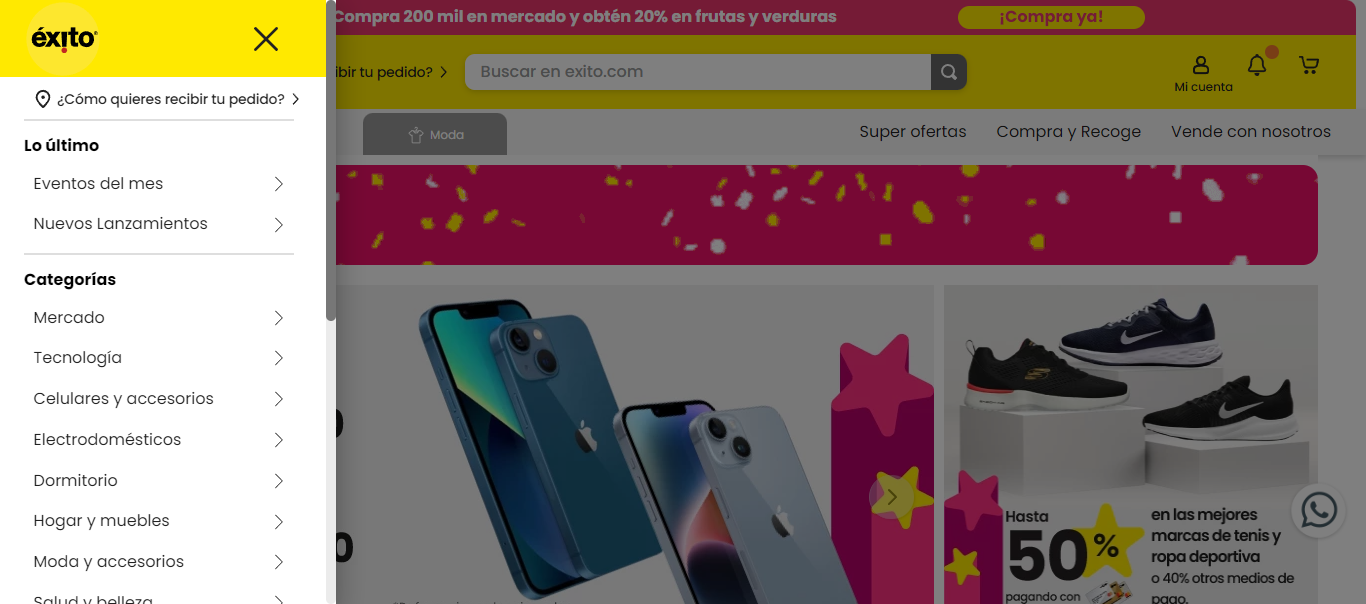 éxito
¿Cómo quieres recibir tu pedido?
Lo último
Eventos del mes
Nuevos Lanzamientos
Categorías
Mercado
Tecnología
Celulares y accesorios
Electrodomésticos
Dormitorio
Hogar y muebles
Moda y accesorios
Salud y belleza
Compra 200 mil en mercado y obtén 20% en frutas y verduras
¡Compra ya!
ibir tu pedido?
Buscar en exito.com
Mi cuenta
Moda
Super ofertas
Compra y Recoge
Vende con nosotros
Hasta
50%
pagando con
en las mejores
marcas de tenis y
ropa deportiva
o 40% otros medios de
pago.